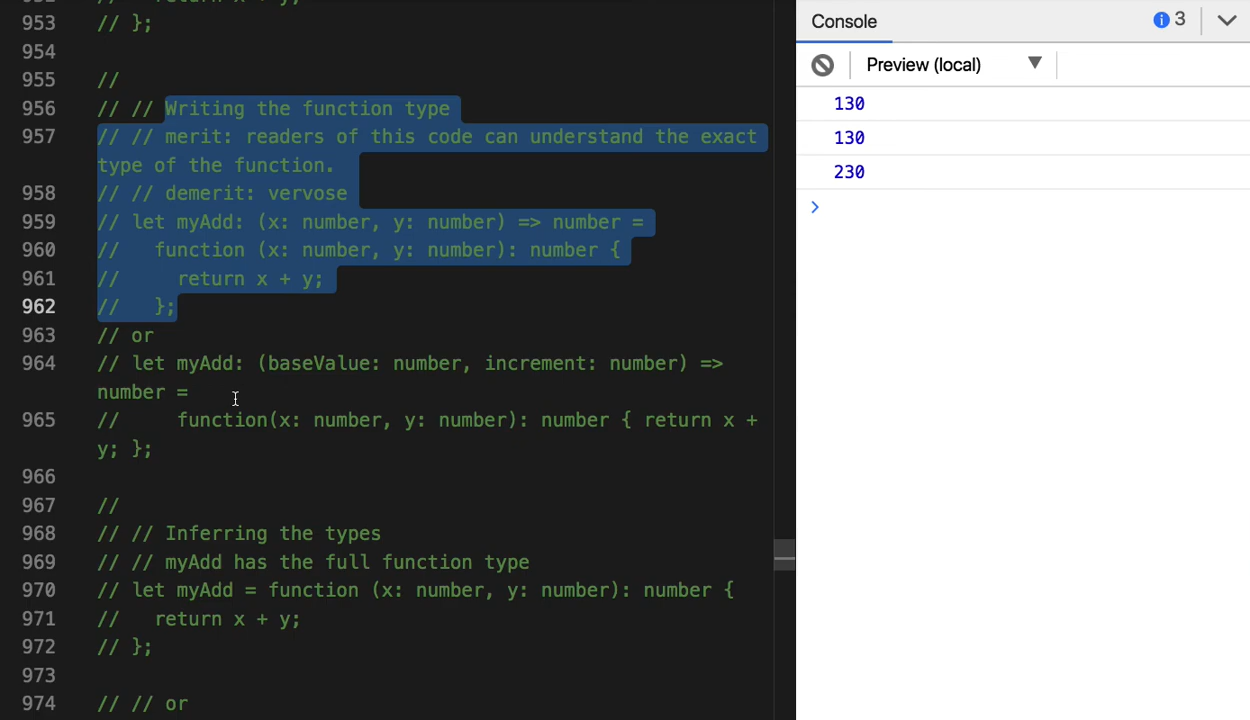 953 // };
954
955 //
956 // // Writing the function type
957 // // merit: readers of this code can understand the exact
type of the function.
958 // // demerit: vervose
959 // let myAdd: (x: number, y: number) => number =
960 //   function (x: number, y: number): number {
961 //     return x + y;
962 //   };
963 // or
964 // let myAdd: (baseValue: number, increment: number) =>
number =
965 //     function(x: number, y: number): number { return x +
y; };
966
967 //
968 // // Inferring the types
969 // // myAdd has the full function type
970 // let myAdd = function (x: number, y: number): number {
971 //   return x + y;
972 // };
973
974 // // or
Console
3
Preview (local)
130
130
230